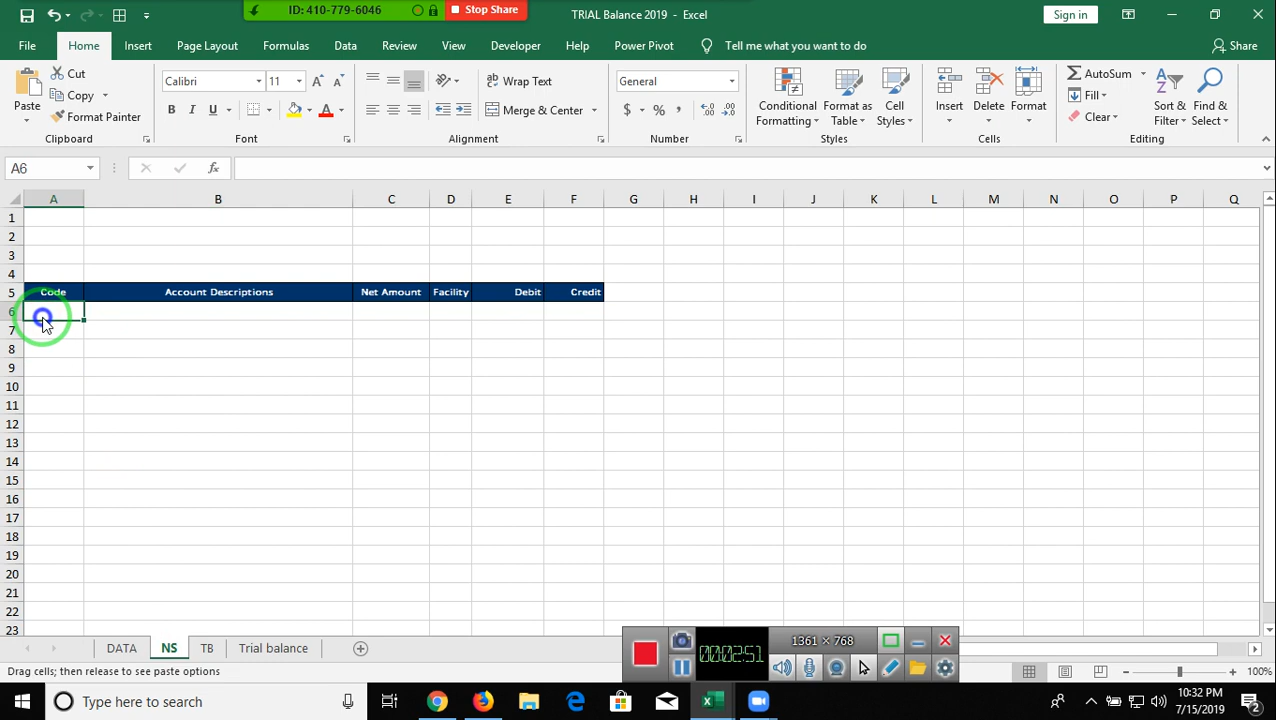 ID: 410-779-6046 Stop Share
TRIAL Balance 2019 - Excel
Sign in
File Home Insert Page Layout Formulas Data Review View Developer Help Power Pivot Tell me what you want to do Share
Paste
Cut
Copy
Format Painter
Clipboard
Calibri 11
B I U
Font
Wrap Text
Merge & Center
Alignment
General
$ % ,
Number
Conditional Formatting
Format as Table
Cell Styles
Styles
Insert
Delete
Format
Cells
AutoSum
Fill
Clear
Sort & Filter
Find & Select
Editing
A6
fx
A B C D E F G H I J K L M N O P Q
1
2
3
4
5 Code Account Descriptions Net Amount Facility Debit Credit
6
7
8
9
10
11
12
13
14
15
16
17
18
19
20
21
22
23
DATA NS TB Trial balance
00:02:51
1361 × 768
Drag cells; then release to see paste options
100%
Type here to search
10:32 PM
7/15/2019
2